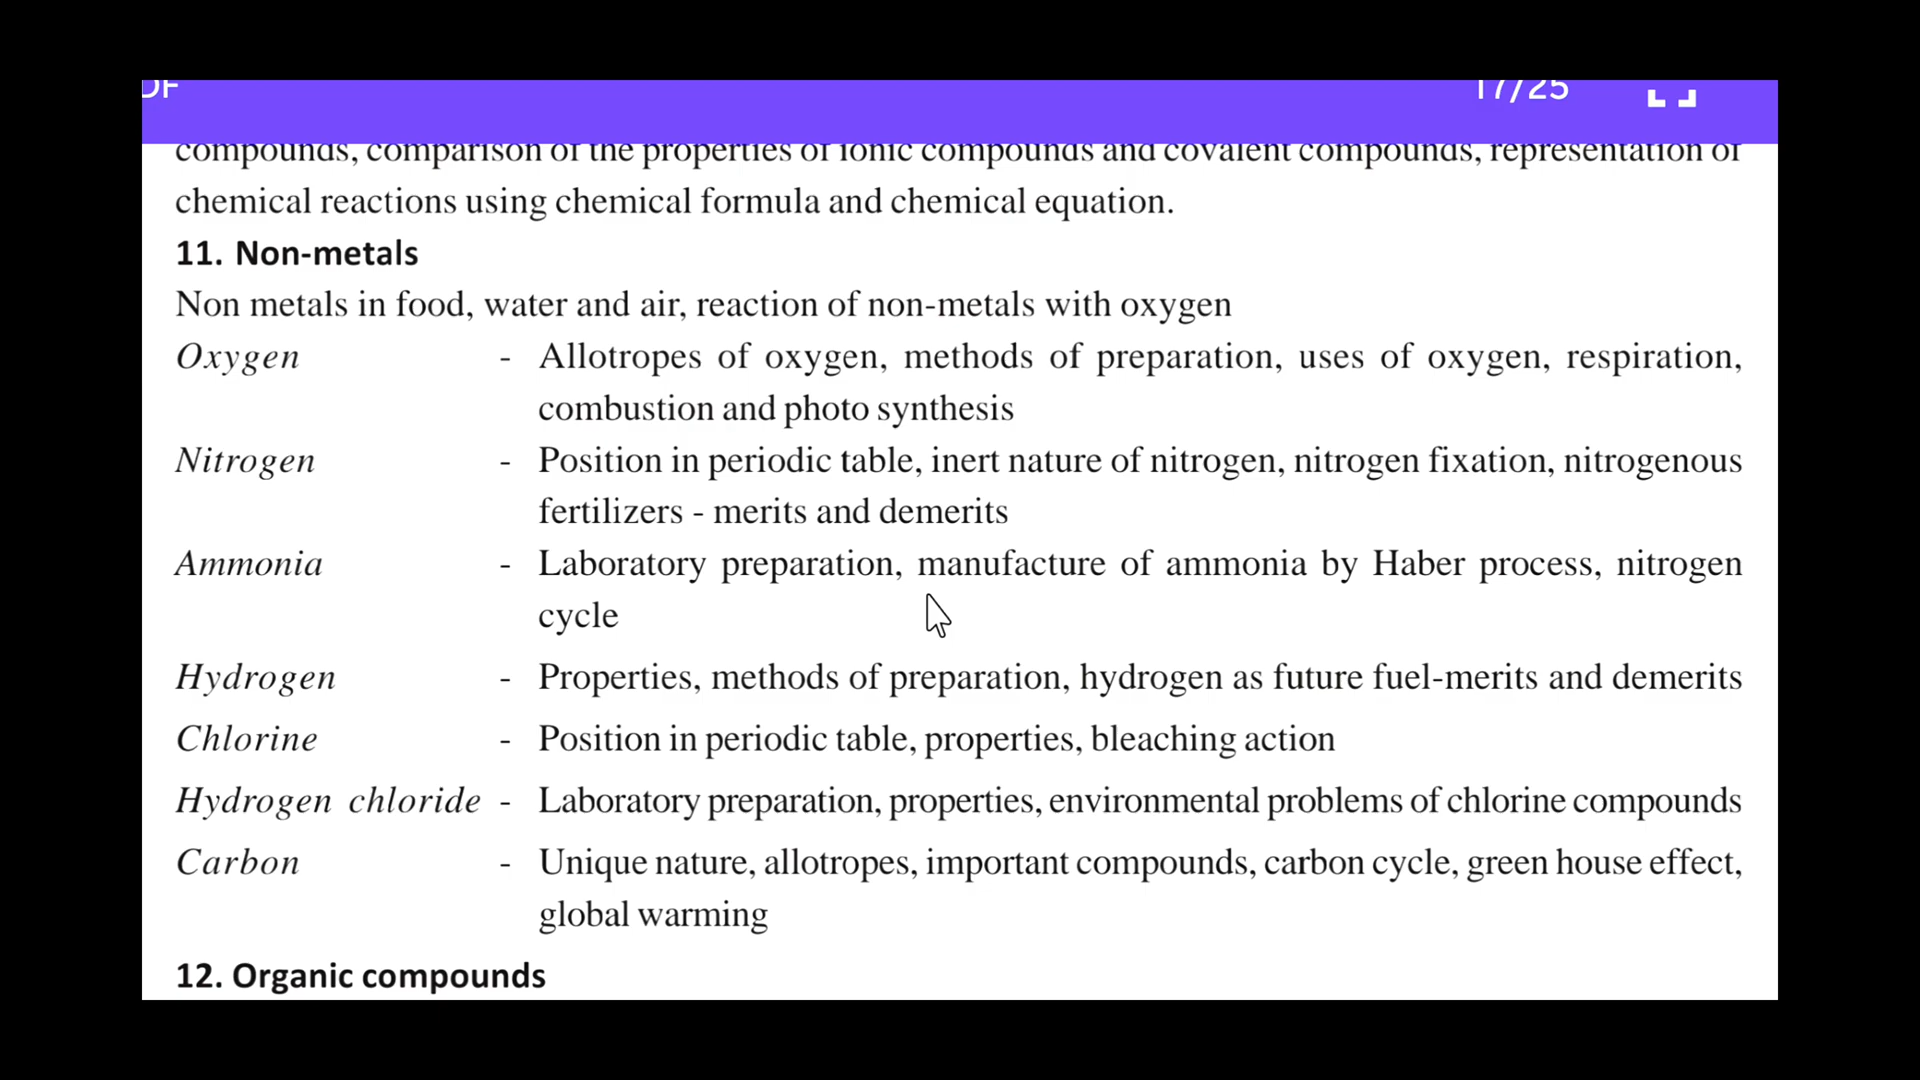 DF 17/25
compounds, comparison of the properties of ionic compounds and covalent compounds, representation of
chemical reactions using chemical formula and chemical equation.
11. Non-metals
Non metals in food, water and air, reaction of non-metals with oxygen
Oxygen - Allotropes of oxygen, methods of preparation, uses of oxygen, respiration,
combustion and photo synthesis
Nitrogen - Position in periodic table, inert nature of nitrogen, nitrogen fixation, nitrogenous
fertilizers - merits and demerits
Ammonia - Laboratory preparation, manufacture of ammonia by Haber process, nitrogen
cycle
Hydrogen - Properties, methods of preparation, hydrogen as future fuel-merits and demerits
Chlorine - Position in periodic table, properties, bleaching action
Hydrogen chloride - Laboratory preparation, properties, environmental problems of chlorine compounds
Carbon - Unique nature, allotropes, important compounds, carbon cycle, green house effect,
global warming
12. Organic compounds